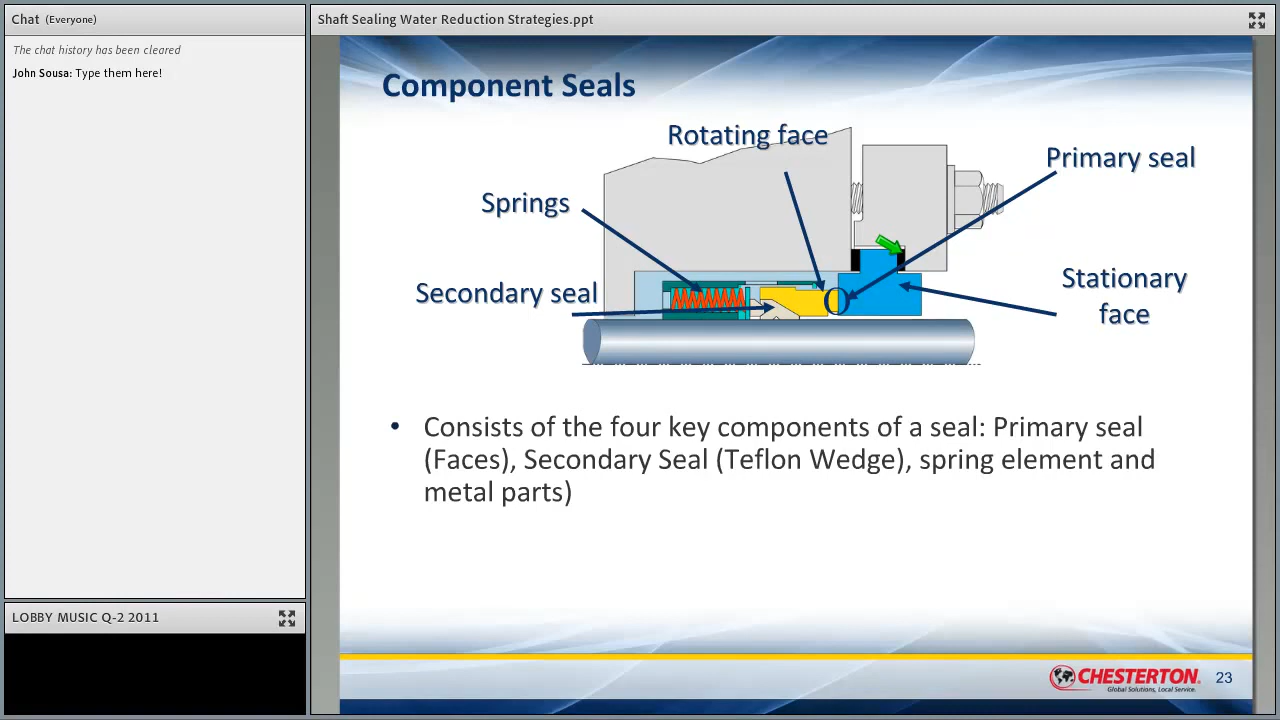 Chat (Everyone)
The chat history has been cleared
John Sousa: Type them here!
LOBBY MUSIC Q-2 2011
Shaft Sealing Water Reduction Strategies.ppt
Component Seals
Rotating face
Primary seal
Springs
Secondary seal
Stationary
face
• Consists of the four key components of a seal: Primary seal
(Faces), Secondary Seal (Teflon Wedge), spring element and
metal parts)
CHESTERTON
Global Solutions, Local Service.
23